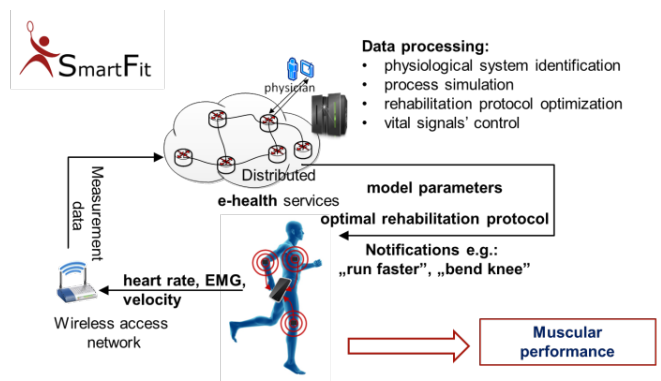 SmartFit
physician
Data processing:
• physiological system identification
• process simulation
• rehabilitation protocol optimization
• vital signals' control
Distributed
e-health services
model parameters
optimal rehabilitation protocol
Notifications e.g.:
„run faster”, „bend knee”
Measurement
data
heart rate, EMG,
velocity
Wireless access
network
Muscular
performance